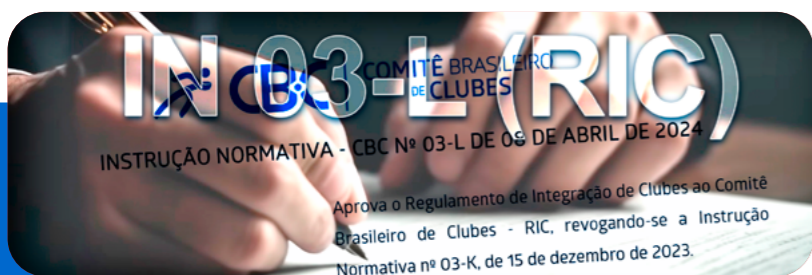 IN 03-L (RIC)
CBC
COMITÊ BRASILEIRO
DE CLUBES
INSTRUÇÃO NORMATIVA - CBC Nº 03-L DE 08 DE ABRIL DE 2024
Aprova o Regulamento de Integração de Clubes ao Comitê
Brasileiro de Clubes - RIC, revogando-se a Instrução
Normativa nº 03-K, de 15 de dezembro de 2023.